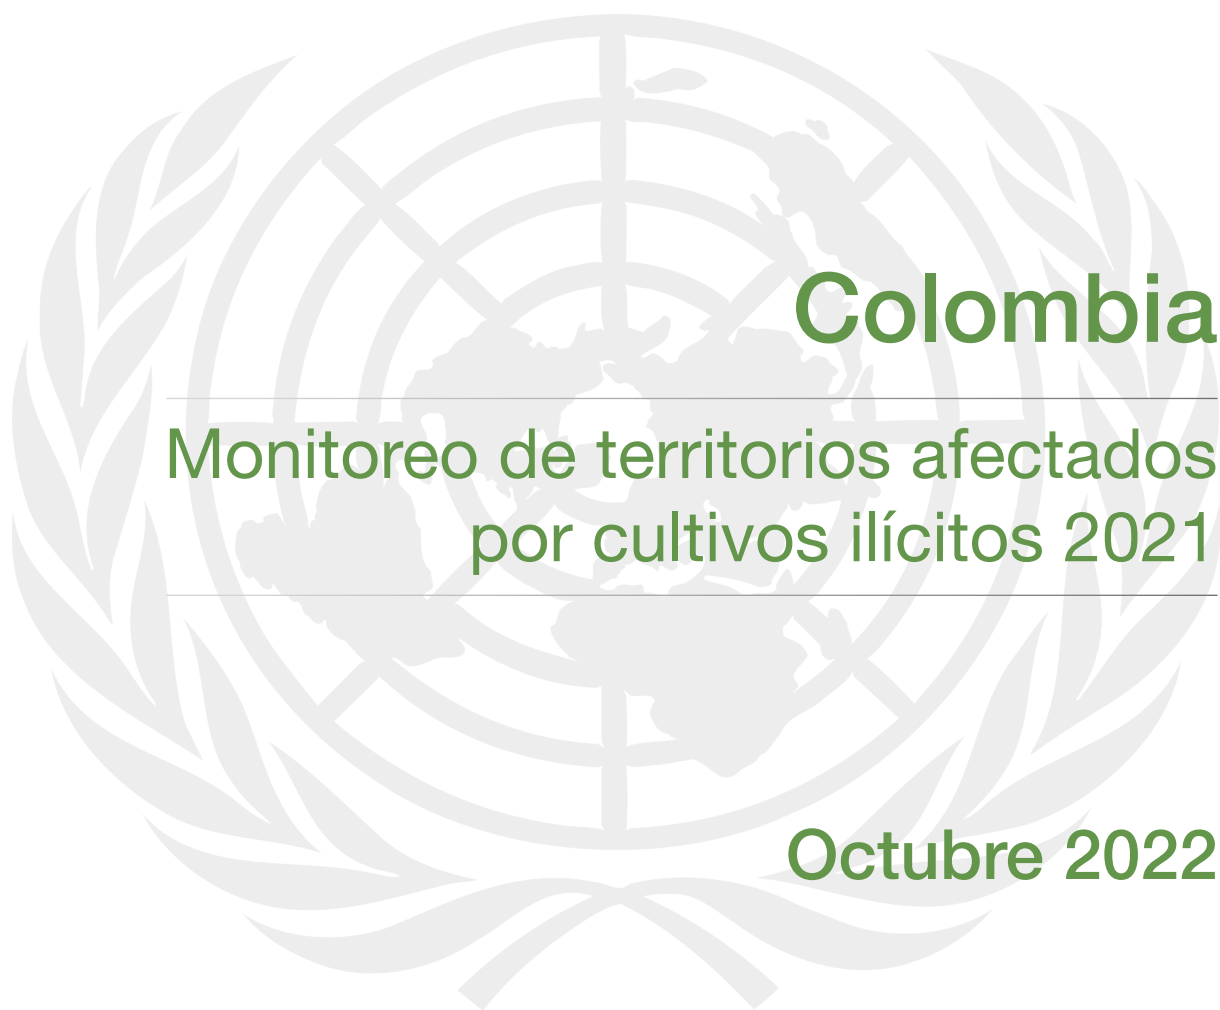 Colombia
Monitoreo de territorios afectados
por cultivos ilícitos 2021
Octubre 2022